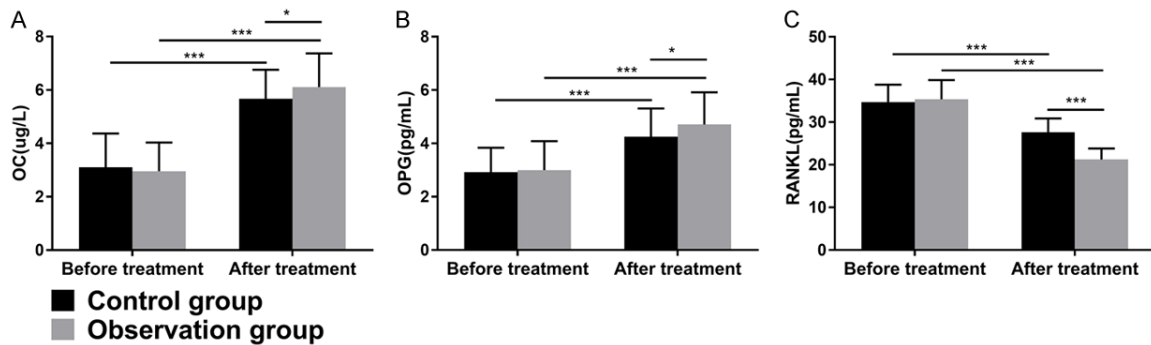 A
OC(ug/L)
8
6
4
2
0
***
***
*
Before treatment
After treatment
B
OPG(pg/mL)
8
6
4
2
0
***
***
*
Before treatment
After treatment
C
RANKL(pg/mL)
50
40
30
20
10
0
***
***
***
Before treatment
After treatment
Control group
Observation group